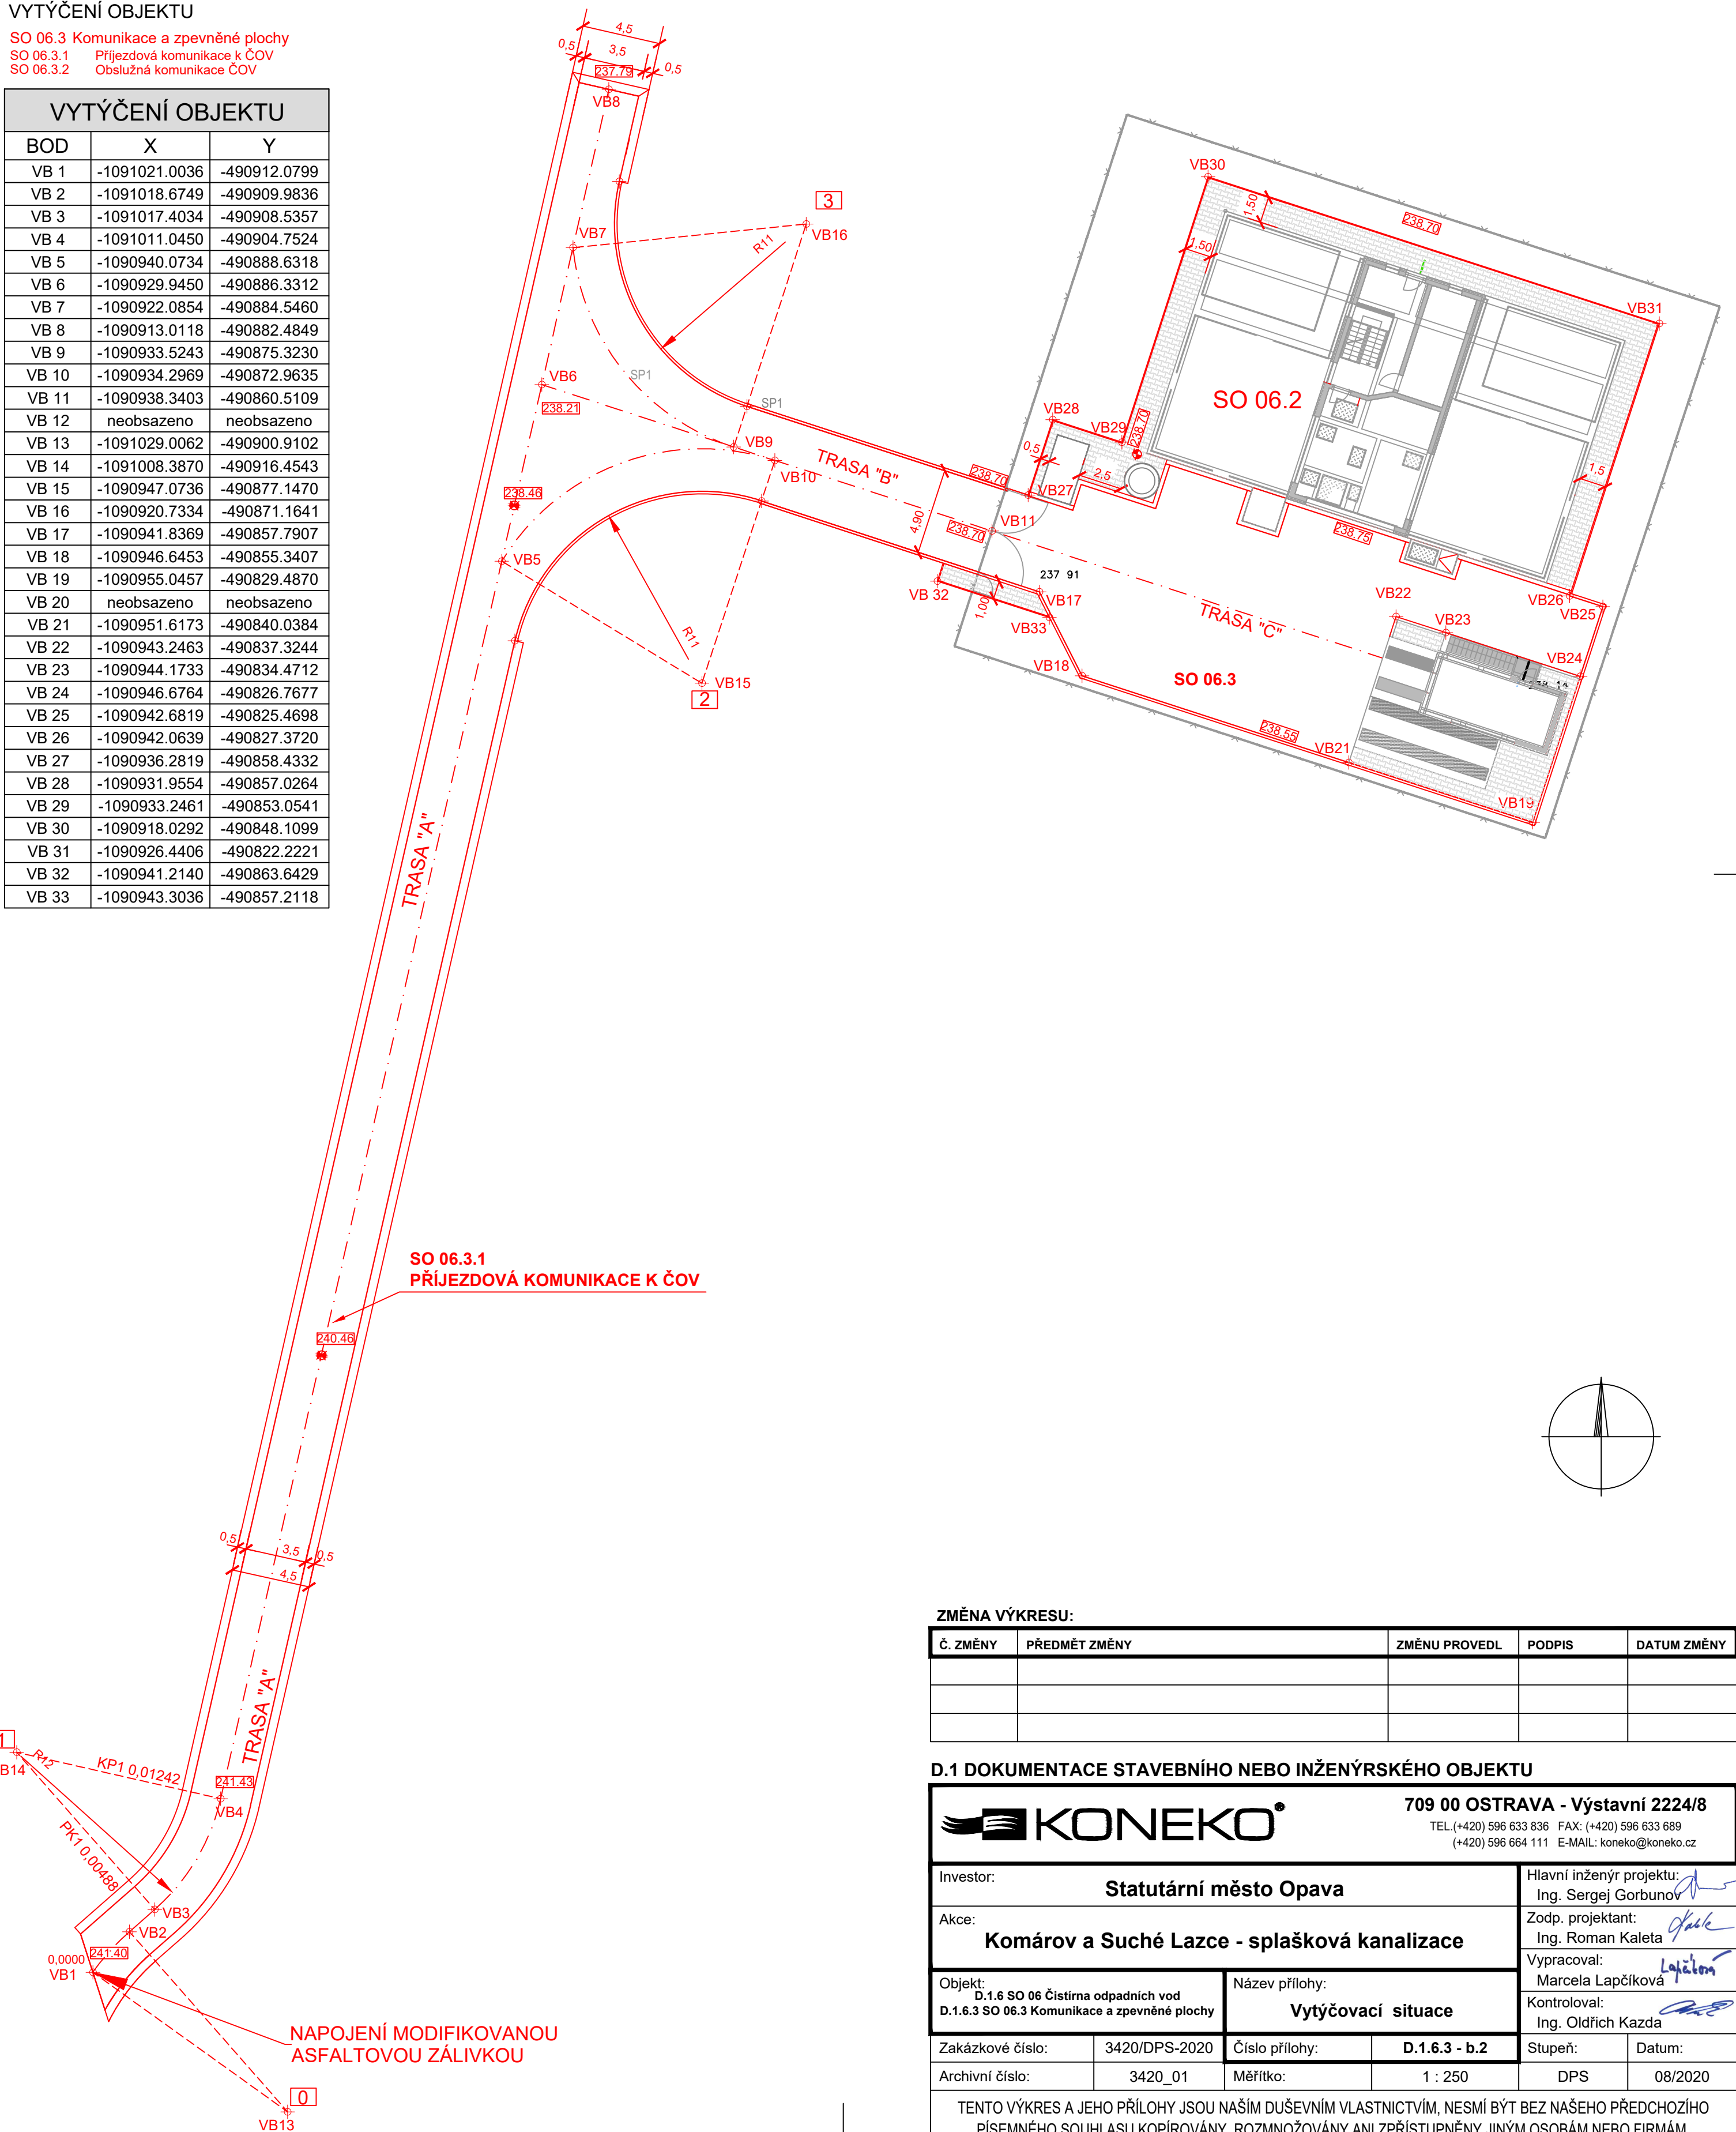 VYTÝČENÍ OBJEKTU
SO 06.3 Komunikace a zpevněné plochy
SO 06.3.1 Příjezdová komunikace k ČOV
SO 06.3.2 Obslužná komunikace ČOV
VYTÝČENÍ OBJEKTU
BOD X Y
VB 1 -1091021.0036 -490912.0799
VB 2 -1091018.6749 -490909.9836
VB 3 -1091017.4034 -490908.5357
VB 4 -1091011.0450 -490904.7524
VB 5 -1090940.0734 -490888.6318
VB 6 -1090929.9450 -490886.3312
VB 7 -1090922.0854 -490884.5460
VB 8 -1090913.0118 -490882.4849
VB 9 -1090933.5243 -490875.3230
VB 10 -1090934.2969 -490872.9635
VB 11 -1090938.3403 -490860.5109
VB 12 neobsazeno neobsazeno
VB 13 -1091029.0062 -490900.9102
VB 14 -1091008.3870 -490916.4543
VB 15 -1090947.0736 -490877.1470
VB 16 -1090920.7334 -490871.1641
VB 17 -1090941.8369 -490857.7907
VB 18 -1090946.6453 -490855.3407
VB 19 -1090955.0457 -490829.4870
VB 20 neobsazeno neobsazeno
VB 21 -1090951.6173 -490840.0384
VB 22 -1090943.2463 -490837.3244
VB 23 -1090944.1733 -490834.4712
VB 24 -1090946.6764 -490826.7677
VB 25 -1090942.6819 -490825.4698
VB 26 -1090942.0639 -490827.3720
VB 27 -1090936.2819 -490858.4332
VB 28 -1090931.9554 -490857.0264
VB 29 -1090933.2461 -490853.0541
VB 30 -1090918.0292 -490848.1099
VB 31 -1090926.4406 -490822.2221
VB 32 -1090941.2140 -490863.6429
VB 33 -1090943.3036 -490857.2118
4,5
0,5
3,5
0,5
237.79
VB8
3
VB16
VB7
R11
VB6
SP1
238.21
SP1
VB9
VB10
TRASA "B"
238.46
VB5
R11
VB15
2
VB30
1,50
1,50
238.70
VB31
SO 06.2
VB28
VB29
238.70
0,5
2,5
238.70
VB27
1,5
4,90
238.70
VB11
238.75
237 91
VB 32
VB17
1,00
VB33
TRASA "C"
VB22
VB23
VB26
VB25
VB24
VB18
SO 06.3
238.55
VB21
VB19
TRASA "A"
SO 06.3.1
PŘÍJEZDOVÁ KOMUNIKACE K ČOV
240.46
0,5
3,5
0,5
4,5
TRASA "A"
1
B14
R12
KP1 0,01242
241.43
VB4
PK1 0,00488
VB3
VB2
0,0000
241.40
VB1
NAPOJENÍ MODIFIKOVANOU
ASFALTOVOU ZÁLIVKOU
0
VB13
ZMĚNA VÝKRESU:
Č. ZMĚNY PŘEDMĚT ZMĚNY ZMĚNU PROVEDL PODPIS DATUM ZMĚNY
D.1 DOKUMENTACE STAVEBNÍHO NEBO INŽENÝRSKÉHO OBJEKTU
KONEKO®
709 00 OSTRAVA - Výstavní 2224/8
TEL.(+420) 596 633 836 FAX: (+420) 596 633 689
(+420) 596 664 111 E-MAIL: koneko@koneko.cz
Investor:
Statutární město Opava
Hlavní inženýr projektu:
Ing. Sergej Gorbunov
Akce:
Komárov a Suché Lazce - splašková kanalizace
Zodp. projektant:
Ing. Roman Kaleta
Vypracoval:
Marcela Lapčíková
Objekt:
D.1.6 SO 06 Čistírna odpadních vod
D.1.6.3 SO 06.3 Komunikace a zpevněné plochy
Název přílohy:
Vytýčovací situace
Kontroloval:
Ing. Oldřich Kazda
Zakázkové číslo: 3420/DPS-2020 Číslo přílohy: D.1.6.3 - b.2 Stupeň: Datum:
Archivní číslo: 3420_01 Měřítko: 1 : 250 DPS 08/2020
TENTO VÝKRES A JEHO PŘÍLOHY JSOU NAŠÍM DUŠEVNÍM VLASTNICTVÍM, NESMÍ BÝT BEZ NAŠEHO PŘEDCHOZÍHO
PÍSEMNÉHO SOUHLASU KOPÍROVÁNY, ROZMNOŽOVÁNY ANI ZPŘÍSTUPNĚNY JINÝM OSOBÁM NEBO FIRMÁM